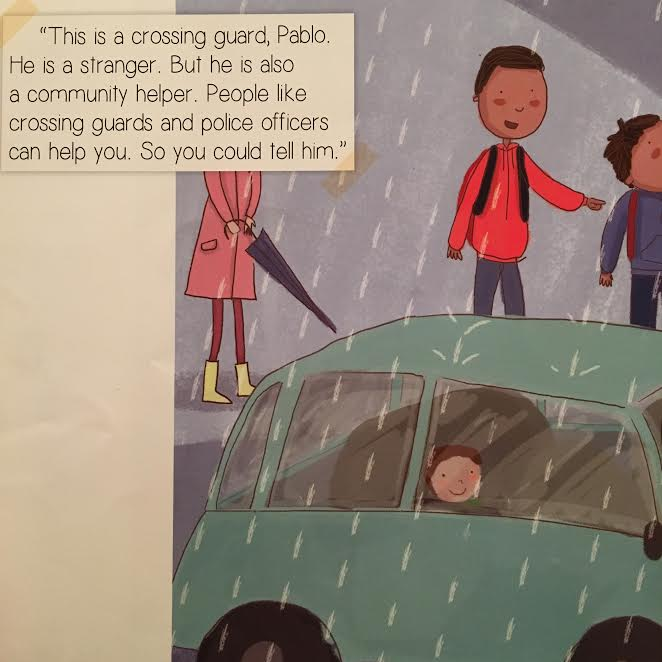 “This is a crossing guard, Pablo.
He is a stranger. But he is also
a community helper. People like
crossing guards and police officers
can help you. So you could tell him.”